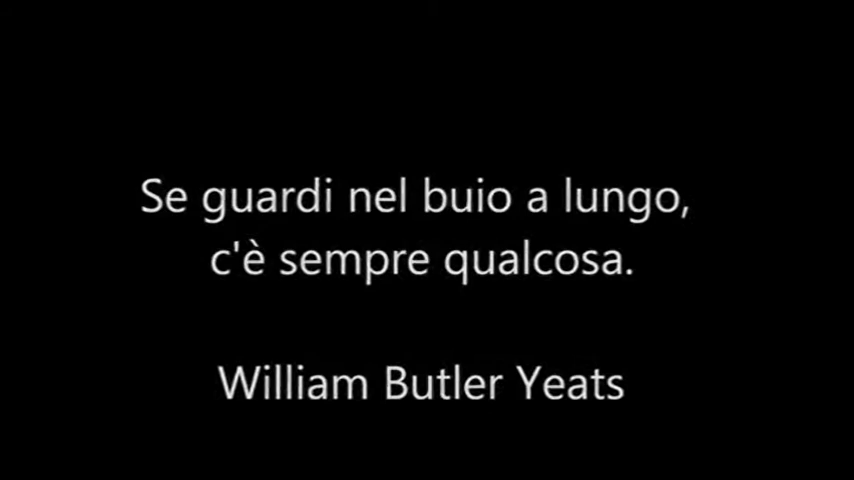 Se guardi nel buio a lungo,
c'è sempre qualcosa.
William Butler Yeats